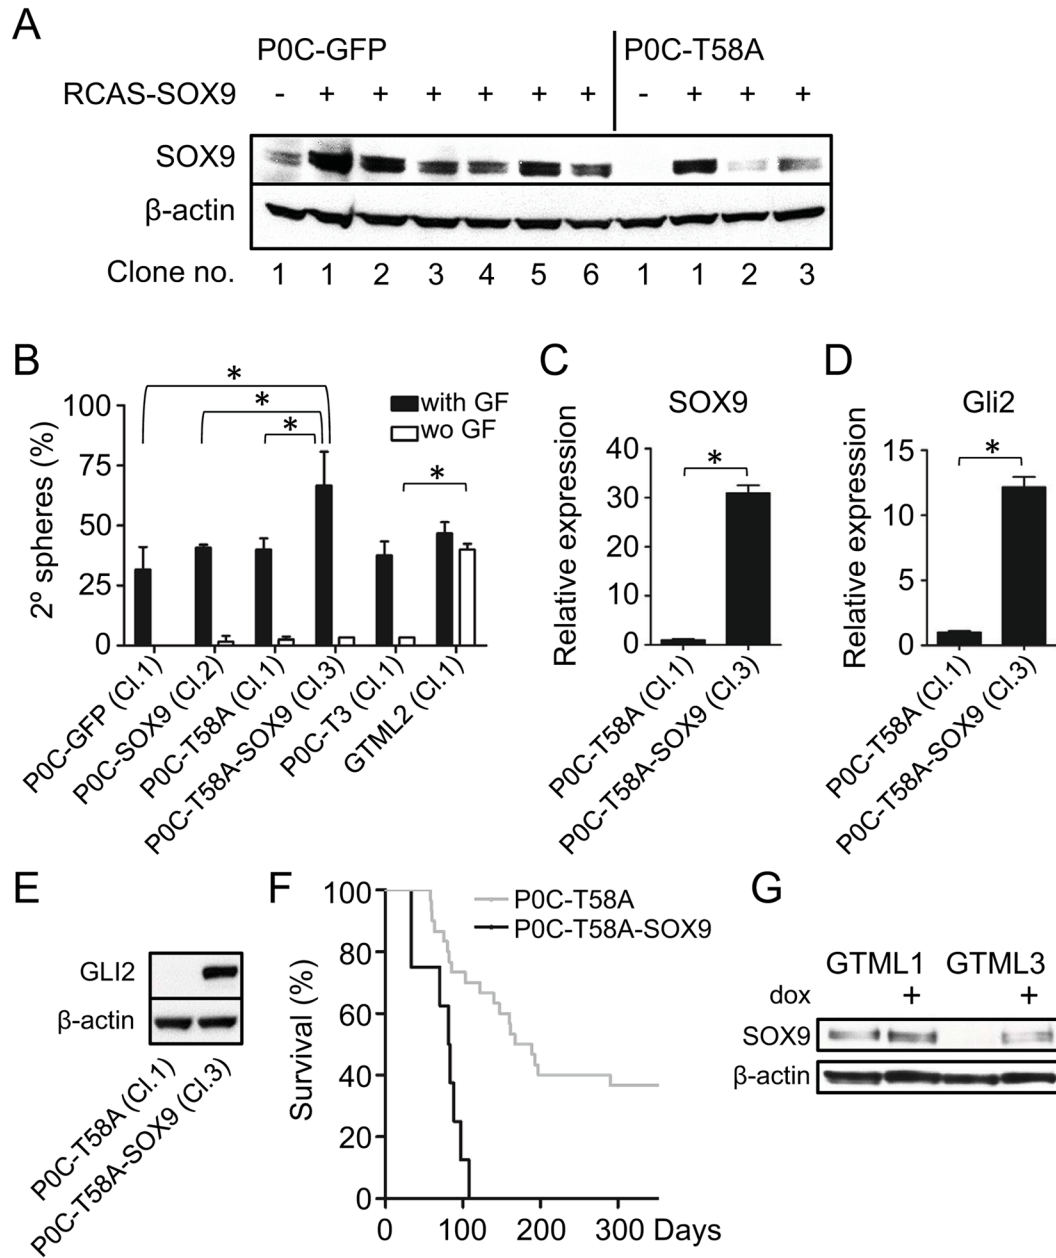 A
P0C-GFP P0C-T58A
RCAS-SOX9 - + + + + + + - + + +
SOX9
β-actin
Clone no. 1 1 2 3 4 5 6 1 1 2 3
B
2º spheres (%)
100
75
50
25
0
* * * *
with GF
wo GF
P0C-GFP (Cl.1)
P0C-SOX9 (Cl.2)
P0C-T58A (Cl.1)
P0C-T58A-SOX9 (Cl.3)
P0C-T3 (Cl.1)
GTML2 (Cl.1)
C
SOX9
Relative expression
40
30
20
10
0
*
P0C-T58A (Cl.1)
P0C-T58A-SOX9 (Cl.3)
D
Gli2
Relative expression
15
10
5
0
*
P0C-T58A (Cl.1)
P0C-T58A-SOX9 (Cl.3)
E
GLI2
β-actin
P0C-T58A (Cl.1)
P0C-T58A-SOX9 (Cl.3)
F
Survival (%)
100
80
60
40
20
0
P0C-T58A
P0C-T58A-SOX9
0 100 200 300 Days
G
GTML1 GTML3
dox + +
SOX9
β-actin